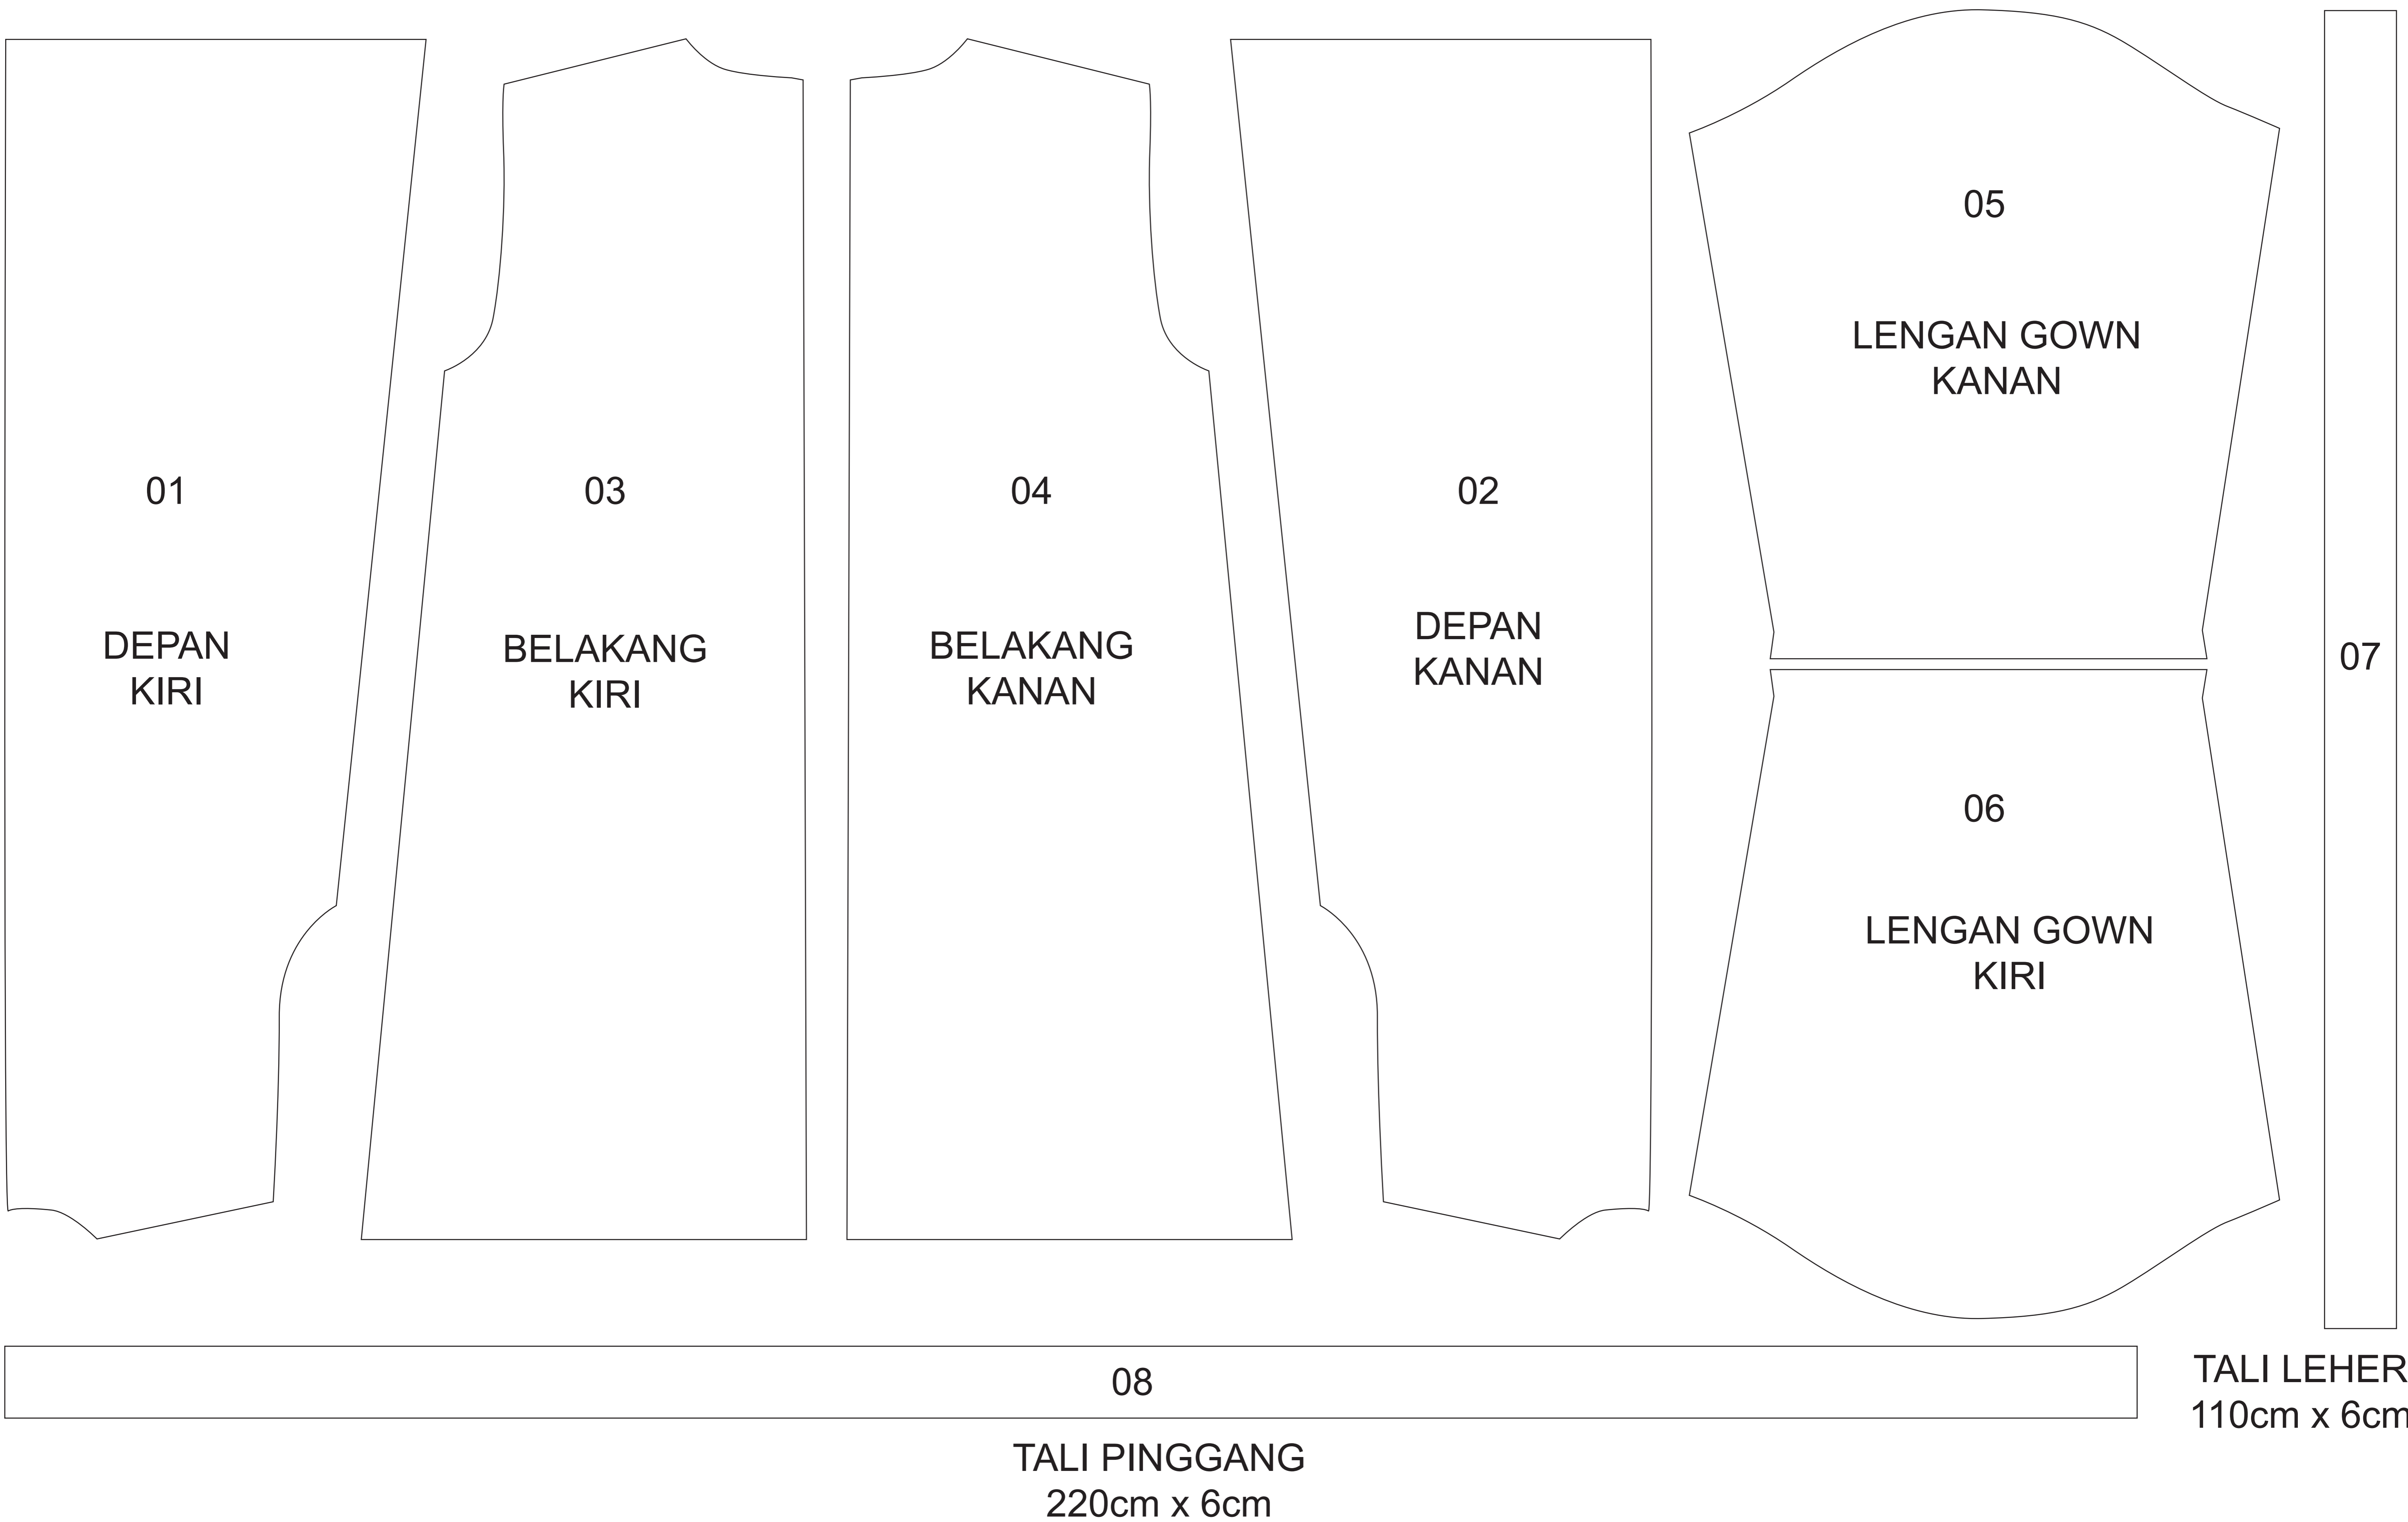 01
DEPAN
KIRI
03
BELAKANG
KIRI
04
BELAKANG
KANAN
02
DEPAN
KANAN
05
LENGAN GOWN
KANAN
06
LENGAN GOWN
KIRI
07
TALI LEHER
110cm x 6cm
08
TALI PINGGANG
220cm x 6cm